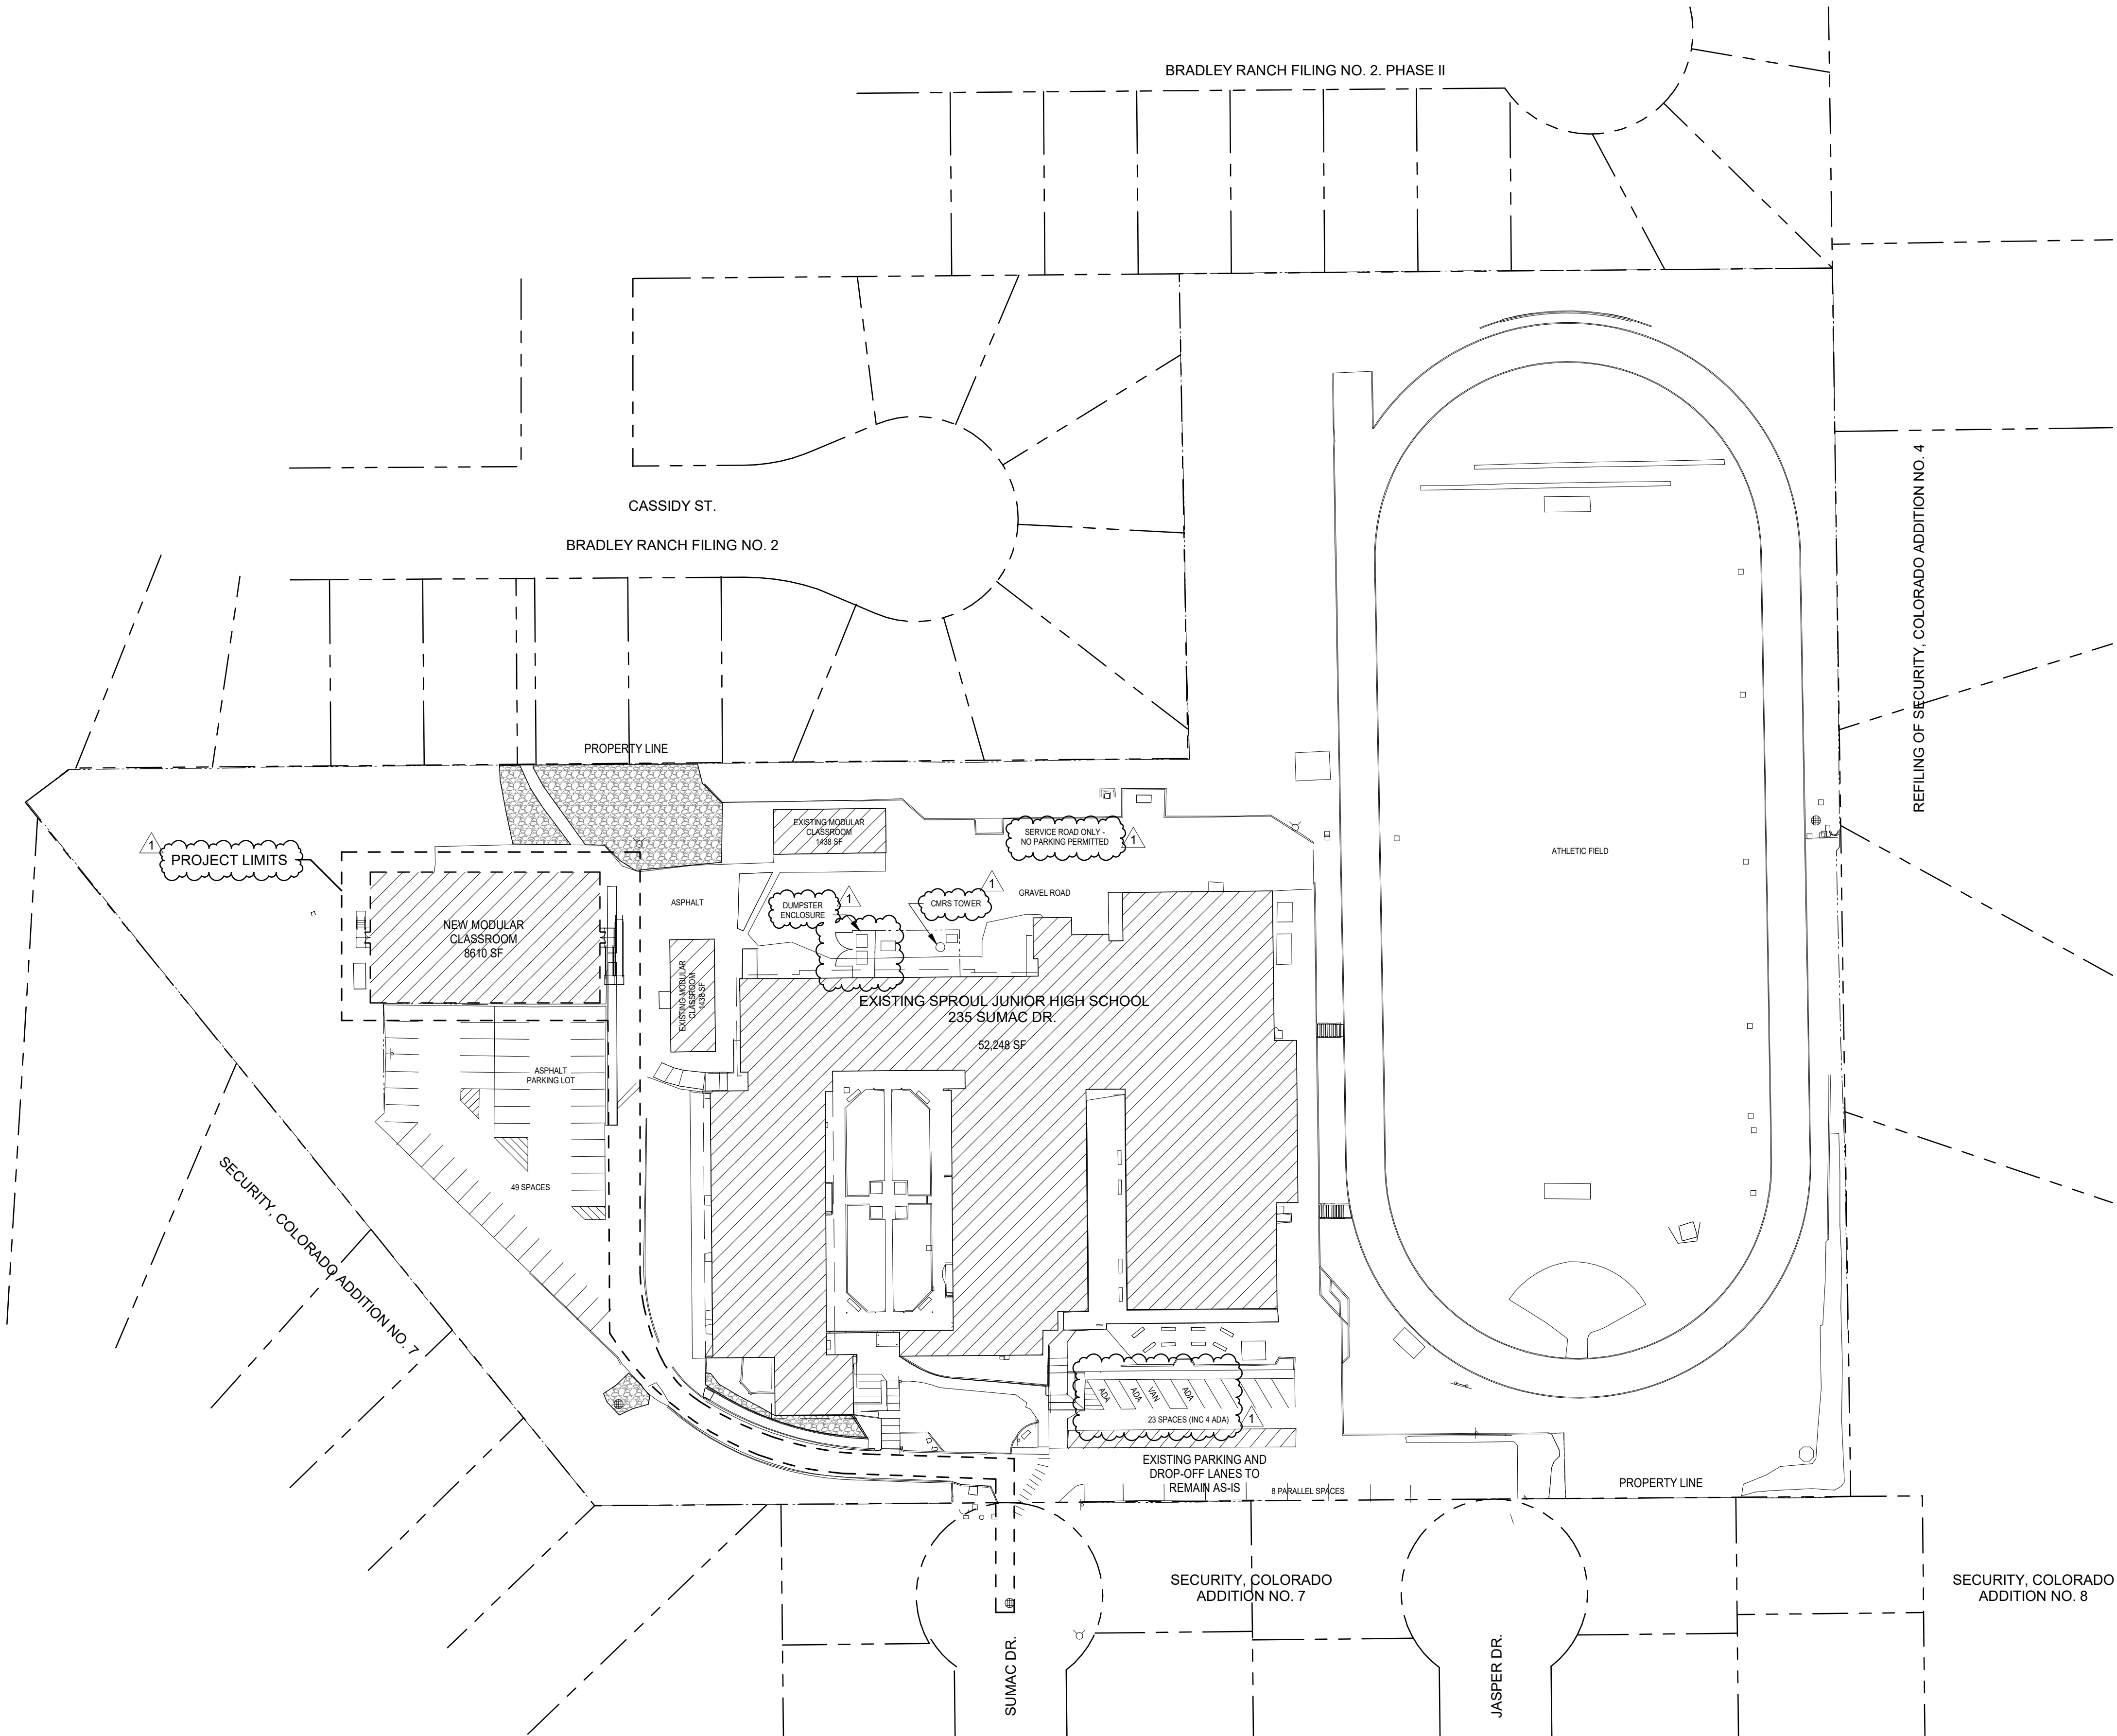 BRADLEY RANCH FILING NO. 2. PHASE II
REFILING OF SECURITY, COLORADO ADDITION NO. 4
CASSIDY ST.
BRADLEY RANCH FILING NO. 2
PROPERTY LINE
1
PROJECT LIMITS
EXISTING MODULAR
CLASSROOM
1438 SF
SERVICE ROAD ONLY -
NO PARKING PERMITTED
1
ATHLETIC FIELD
ASPHALT
DUMPSTER
ENCLOSURE
1
CMRS TOWER
1
GRAVEL ROAD
NEW MODULAR
CLASSROOM
8610 SF
EXISTING MODULAR
CLASSROOM
1438 SF
EXISTING SPROUL JUNIOR HIGH SCHOOL
235 SUMAC DR.
52,248 SF
ASPHALT
PARKING LOT
49 SPACES
SECURITY, COLORADO ADDITION NO. 7
ADA
ADA
VAN
ADA
23 SPACES (INC 4 ADA)
1
EXISTING PARKING AND
DROP-OFF LANES TO
REMAIN AS-IS
8 PARALLEL SPACES
PROPERTY LINE
SECURITY, COLORADO
ADDITION NO. 7
SECURITY, COLORADO
ADDITION NO. 8
SUMAC DR.
JASPER DR.